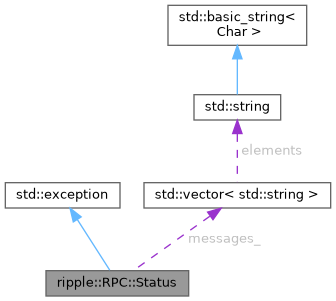 std::basic_string<
Char >
std::string
elements
std::exception
std::vector< std::string >
messages_
ripple::RPC::Status